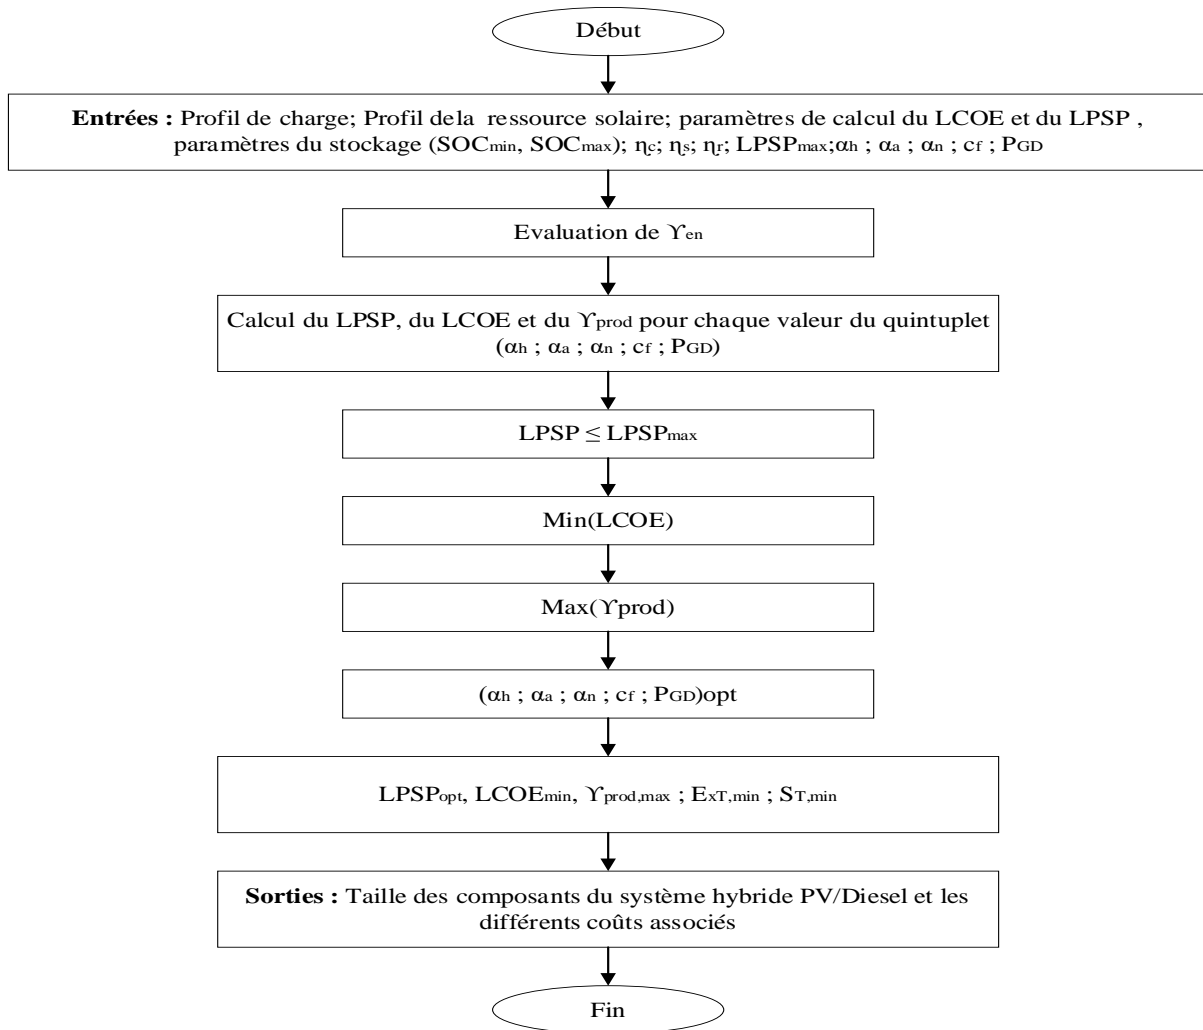 Début
Entrées : Profil de charge; Profil dela ressource solaire; paramètres de calcul du LCOE et du LPSP ,
paramètres du stockage (SOCmin, SOCmax); ηc; ηs; ηr; LPSPmax;αh ; αa ; αn ; cf ; PGD
Evaluation de ϒen
Calcul du LPSP, du LCOE et du ϒprod pour chaque valeur du quintuplet
(αh ; αa ; αn ; cf ; PGD)
LPSP ≤ LPSPmax
Min(LCOE)
Max(ϒprod)
(αh ; αa ; αn ; cf ; PGD)opt
LPSPopt, LCOEmin, ϒprod,max ; ExT,min ; ST,min
Sorties : Taille des composants du système hybride PV/Diesel et les
différents coûts associés
Fin